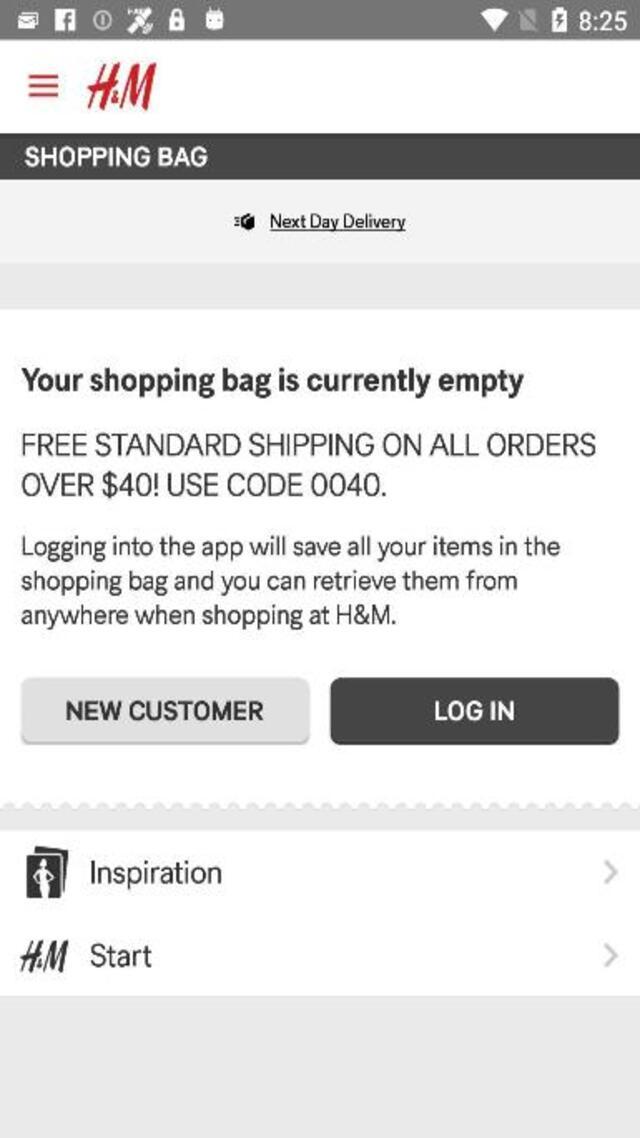 8:25
H&M
SHOPPING BAG
Next Day Delivery
Your shopping bag is currently empty
FREE STANDARD SHIPPING ON ALL ORDERS
OVER $40! USE CODE 0040.
Logging into the app will save all your items in the
shopping bag and you can retrieve them from
anywhere when shopping at H&M.
NEW CUSTOMER
LOG IN
Inspiration
H&M Start